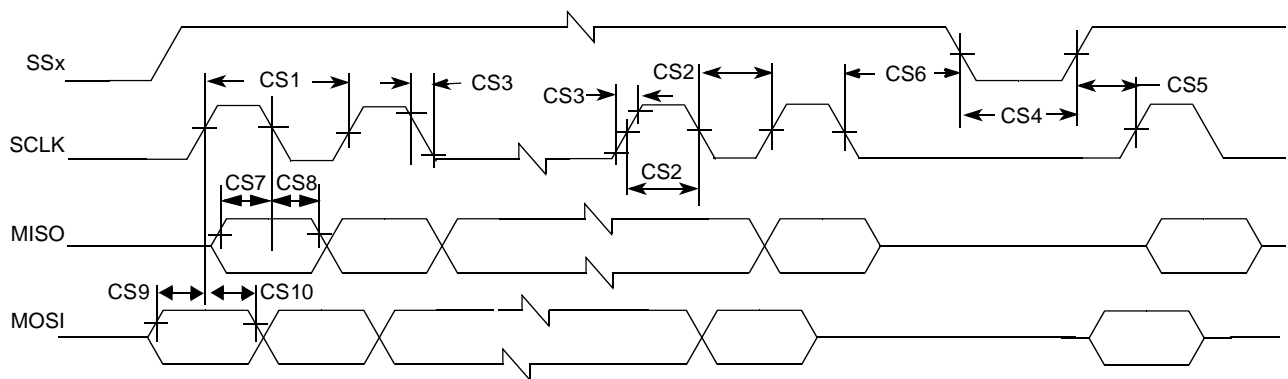 SSx
CS1
CS3
CS3
CS2
CS6
CS4
CS5
SCLK
CS2
CS7
CS8
MISO
CS9
CS10
MOSI